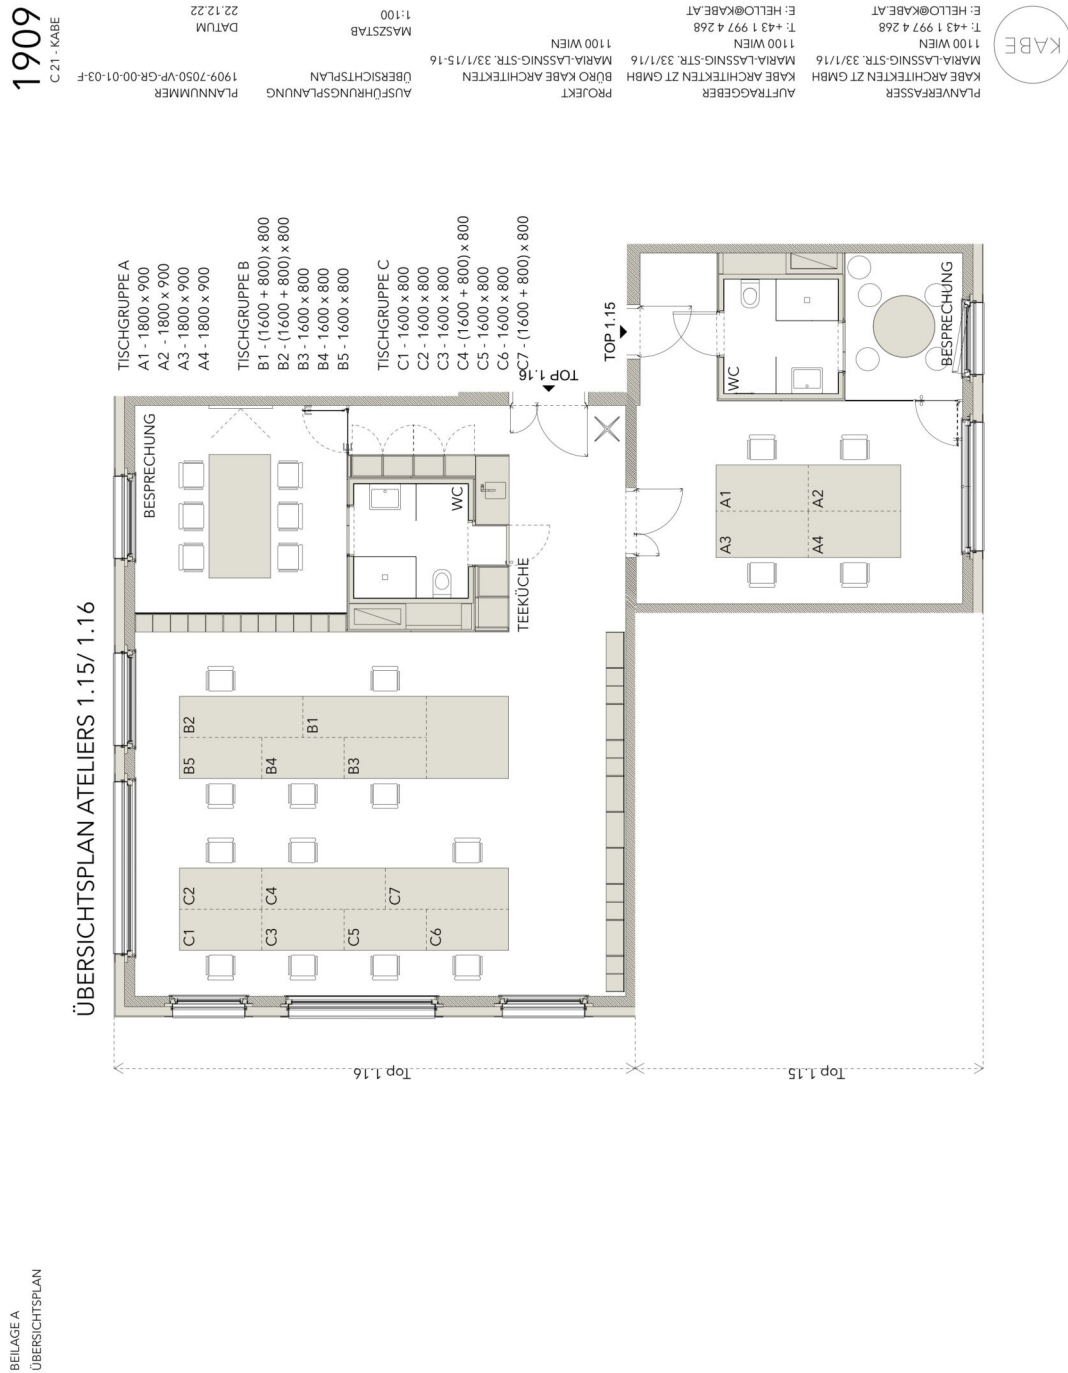 1909
C 21 - KABE
PLANNUMMER
1909-7050-VP-GR-00-01-03-F
DATUM
22.12.22
AUSFÜHRUNGSPLANUNG
ÜBERSICHTSPLAN
MASZSTAB
1:100
PROJEKT
BÜRO KABE ARCHITEKTEN
MARIA-LASSNIG-STR. 33/1/15-16
1100 WIEN
AUFTRAGGEBER
KABE ARCHITEKTEN ZT GMBH
MARIA-LASSNIG-STR. 33/1/16
1100 WIEN
T: +43 1 997 4 268
E: HELLO@KABE.AT
PLANVERFASSER
KABE ARCHITEKTEN ZT GMBH
MARIA-LASSNIG-STR. 33/1/16
1100 WIEN
T: +43 1 997 4 268
E: HELLO@KABE.AT
KABE
ÜBERSICHTSPLAN ATELIERS 1.15/ 1.16
TISCHGRUPPE A
A1 - 1800 x 900
A2 - 1800 x 900
A3 - 1800 x 900
A4 - 1800 x 900
TISCHGRUPPE B
B1 - (1600 + 800) x 800
B2 - (1600 + 800) x 800
B3 - 1600 x 800
B4 - 1600 x 800
B5 - 1600 x 800
TISCHGRUPPE C
C1 - 1600 x 800
C2 - 1600 x 800
C3 - 1600 x 800
C4 - (1600 + 800) x 800
C5 - 1600 x 800
C6 - 1600 x 800
C7 - (1600 + 800) x 800
TOP 1.16
TOP 1.15
BESPRECHUNG
WC
TEEKÜCHE
B2
B1
B5
B4
B3
C2
C4
C7
C1
C3
C5
C6
WC
BESPRECHUNG
A1
A2
A3
A4
Top 1.16
Top 1.15
BEILAGE A
ÜBERSICHTSPLAN